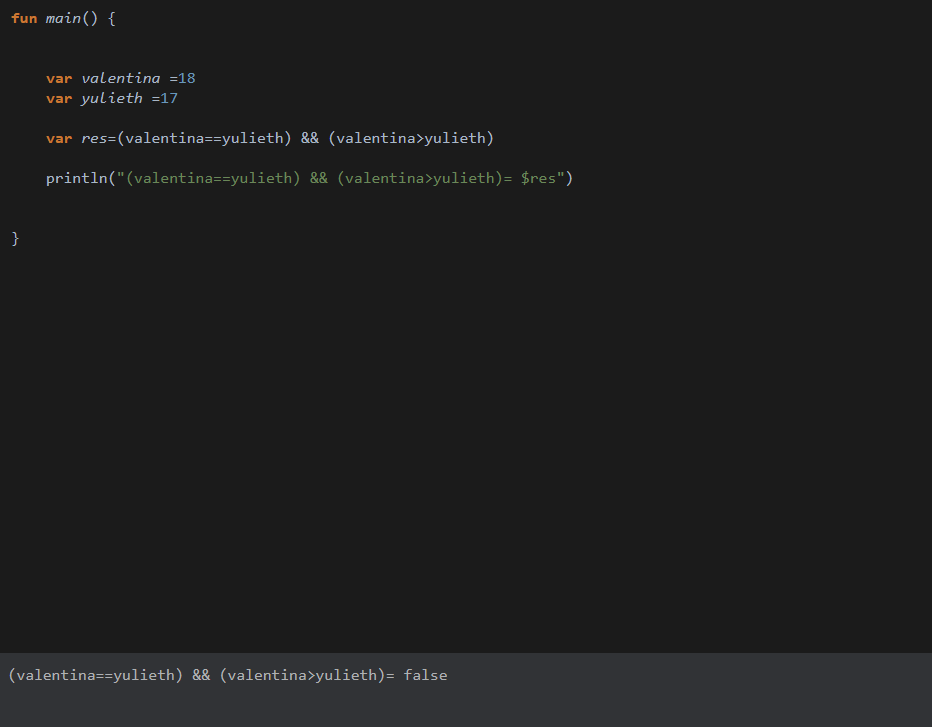 fun main() {
var valentina =18
var yulieth =17
var res=(valentina==yulieth) && (valentina>yulieth)
println("(valentina==yulieth) && (valentina>yulieth)= $res")
}
(valentina==yulieth) && (valentina>yulieth)= false